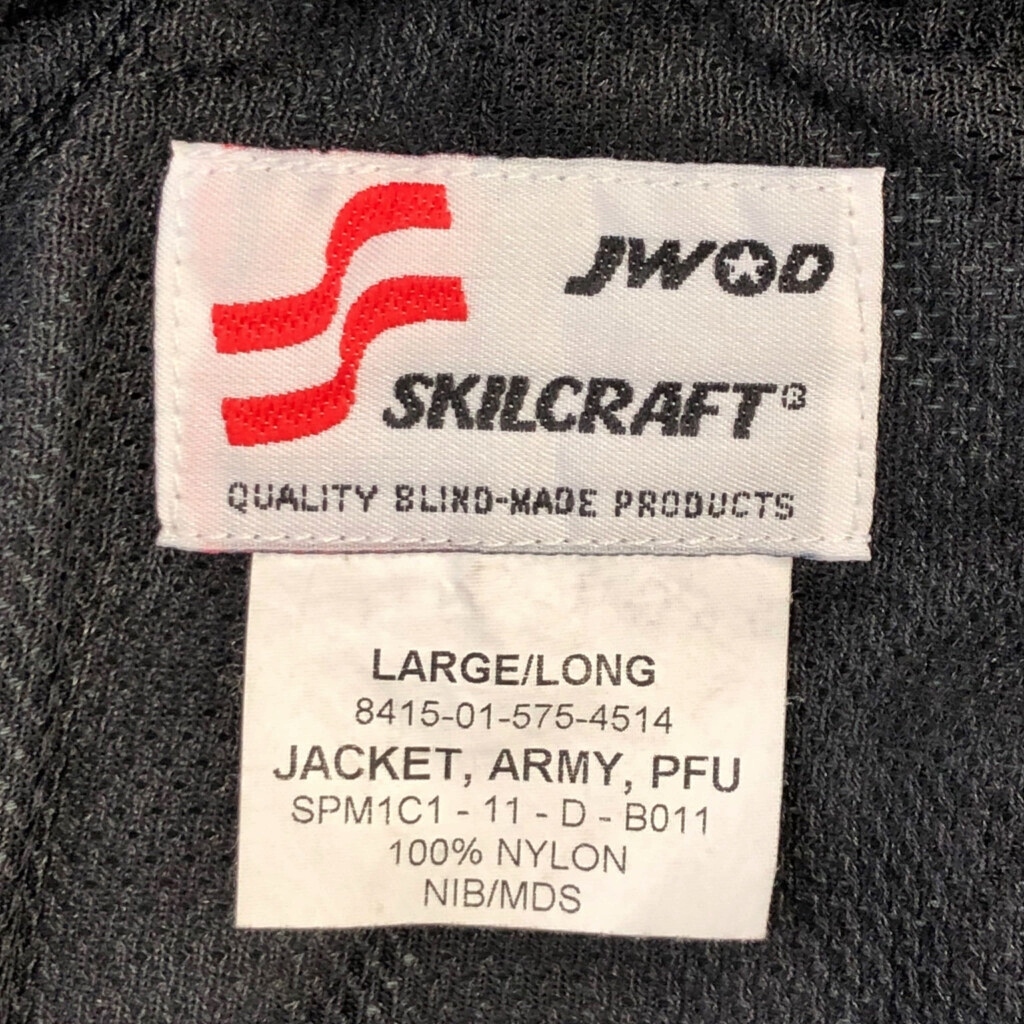 JWOD
SKILCRAFT®
QUALITY BLIND-MADE PRODUCTS
LARGE/LONG
8415-01-575-4514
JACKET, ARMY, PFU
SPM1C1 - 11 - D - B011
100% NYLON
NIB/MDS